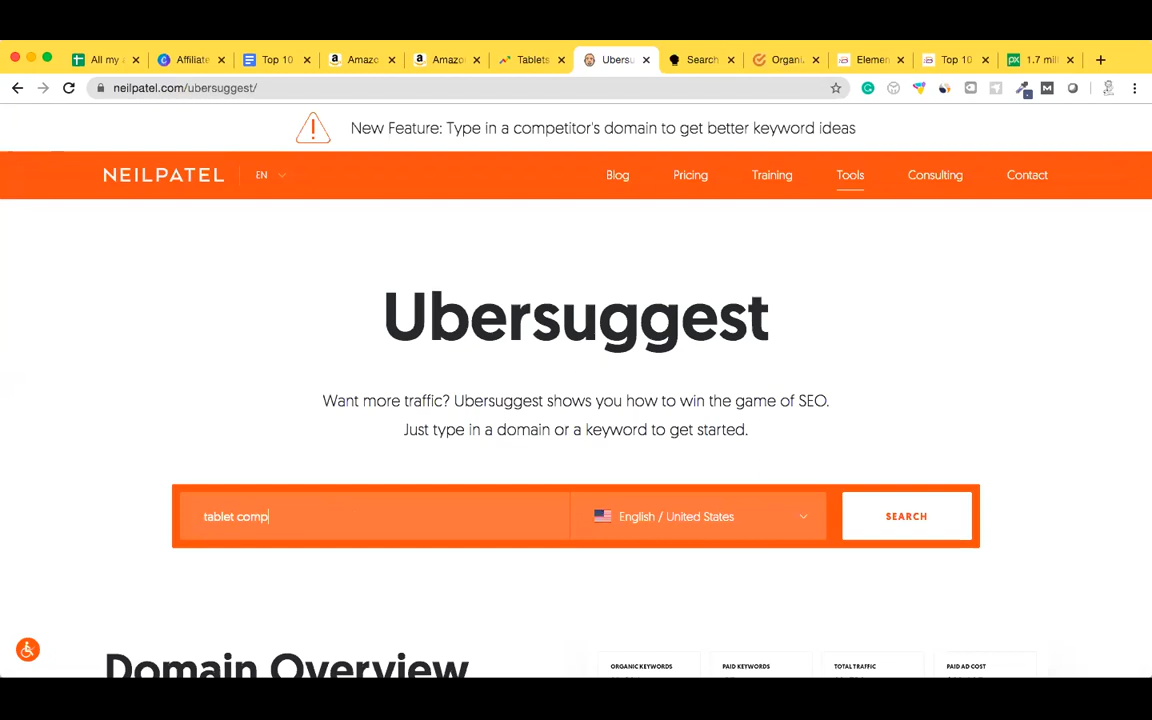 All my
Affiliate
Top 10
Amazo
Amazo
Tablets
Ubersu
Search
Organi
Elemen
Top 10
1.7 mil
neilpatel.com/ubersuggest/
New Feature: Type in a competitor's domain to get better keyword ideas
NEILPATEL
EN
Blog
Pricing
Training
Tools
Consulting
Contact
Ubersuggest
Want more traffic? Ubersuggest shows you how to win the game of SEO.
Just type in a domain or a keyword to get started.
tablet comp
English / United States
SEARCH
Domain Overview
ORGANIC KEYWORDS
PAID KEYWORDS
TOTAL TRAFFIC
PAID AD COST